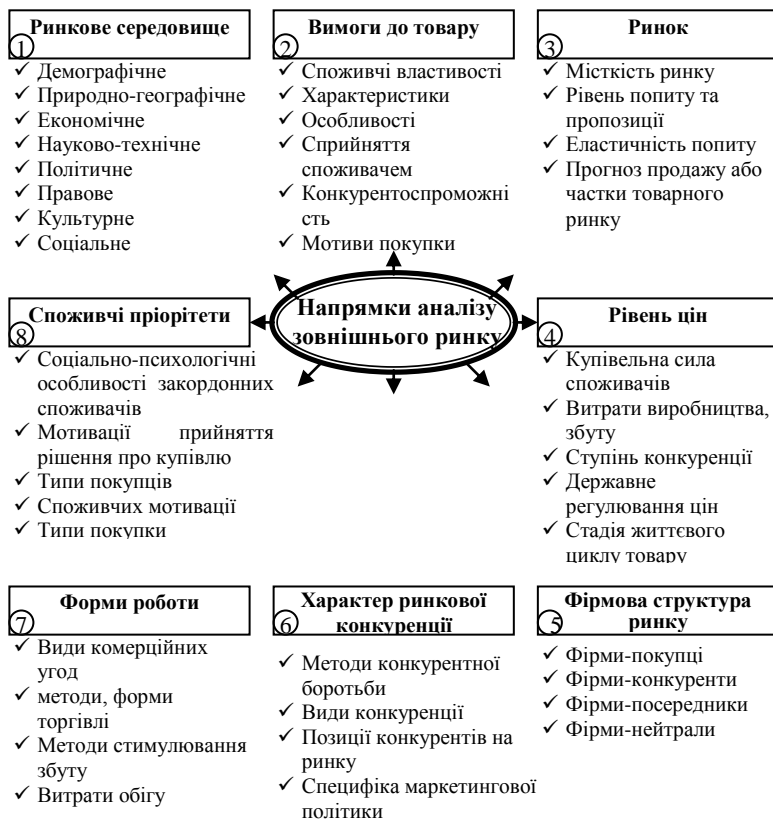 Ринкове середовище
1
✓ Демографічне
✓ Природно-географічне
✓ Економічне
✓ Науково-технічне
✓ Політичне
✓ Правове
✓ Культурне
✓ Соціальне
Вимоги до товару
2
✓ Споживчі властивості
✓ Характеристики
✓ Особливості
✓ Сприйняття
споживачем
✓ Конкурентоспроможні
сть
✓ Мотиви покупки
Ринок
3
✓ Місткість ринку
✓ Рівень попиту та
пропозиції
✓ Еластичність попиту
✓ Прогноз продажу або
частки товарного
ринку
Споживчі пріорітети
8
✓ Соціально-психологічні
особливості закордонних
споживачів
✓ Мотивації прийняття
рішення про купівлю
✓ Типи покупців
✓ Споживчих мотивації
✓ Типи покупки
Напрямки аналізу
зовнішнього ринку
Рівень цін
4
✓ Купівельна сила
споживачів
✓ Витрати виробництва,
збуту
✓ Ступінь конкуренції
✓ Державне
регулювання цін
✓ Стадія життєвого
циклу товару
Форми роботи
7
✓ Види комерційних
угод
✓ методи, форми
торгівлі
✓ Методи стимулювання
збуту
✓ Витрати обігу
Характер ринкової
конкуренції
6
✓ Методи конкурентної
боротьби
✓ Види конкуренції
✓ Позиції конкурентів на
ринку
✓ Специфіка маркетингової
політики
Фірмова структура
ринку
5
✓ Фірми-покупці
✓ Фірми-конкуренти
✓ Фірми-посередники
✓ Фірми-нейтрали